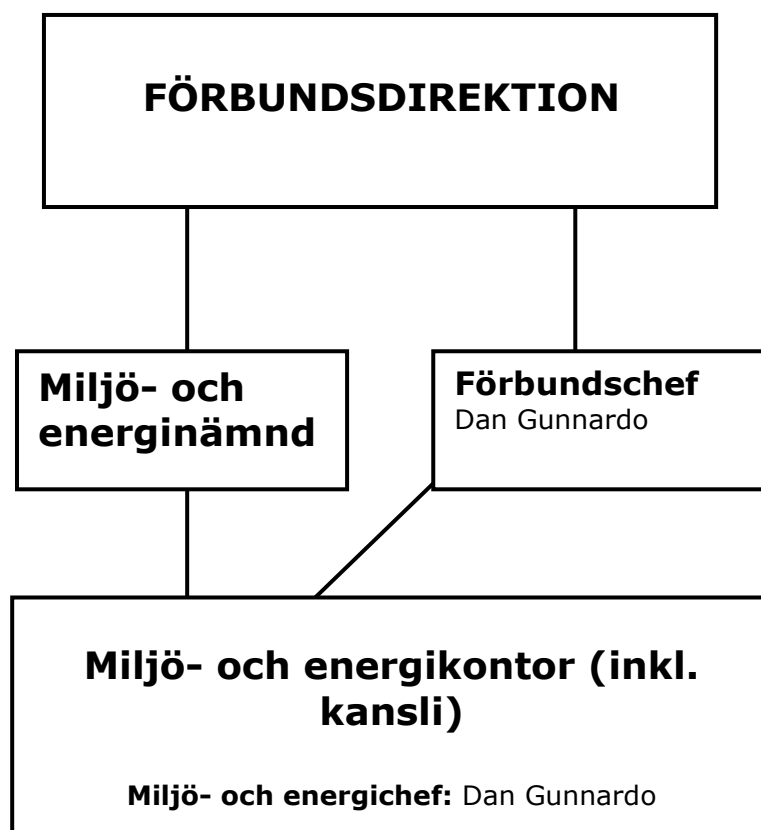 FÖRBUNDSDIREKTION
Miljö- och
energinämnd
Förbundschef
Dan Gunnardo
Miljö- och energikontor (inkl.
kansli)
Miljö- och energichef: Dan Gunnardo